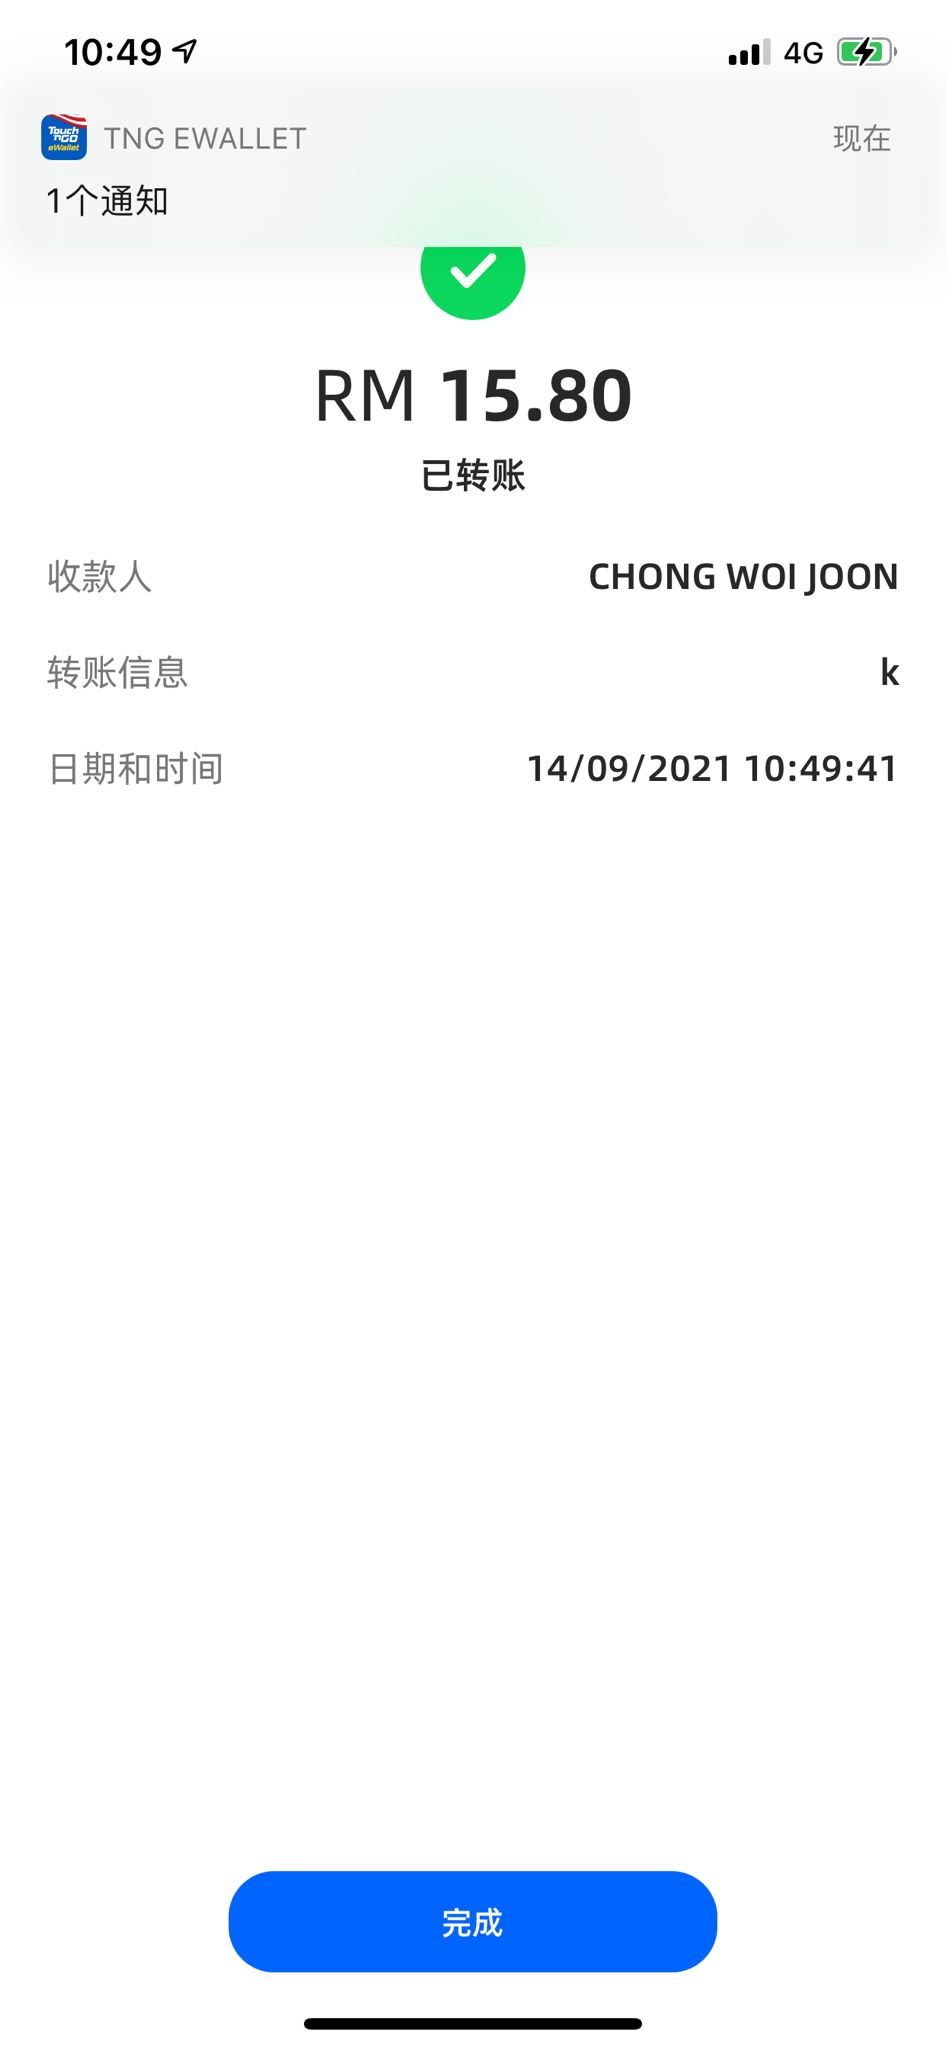 10:49
4G
Touch 'nGO eWallet
TNG EWALLET
现在
1个通知
RM 15.80
已转账
收款人 CHONG WOI JOON
转账信息 k
日期和时间 14/09/2021 10:49:41
完成